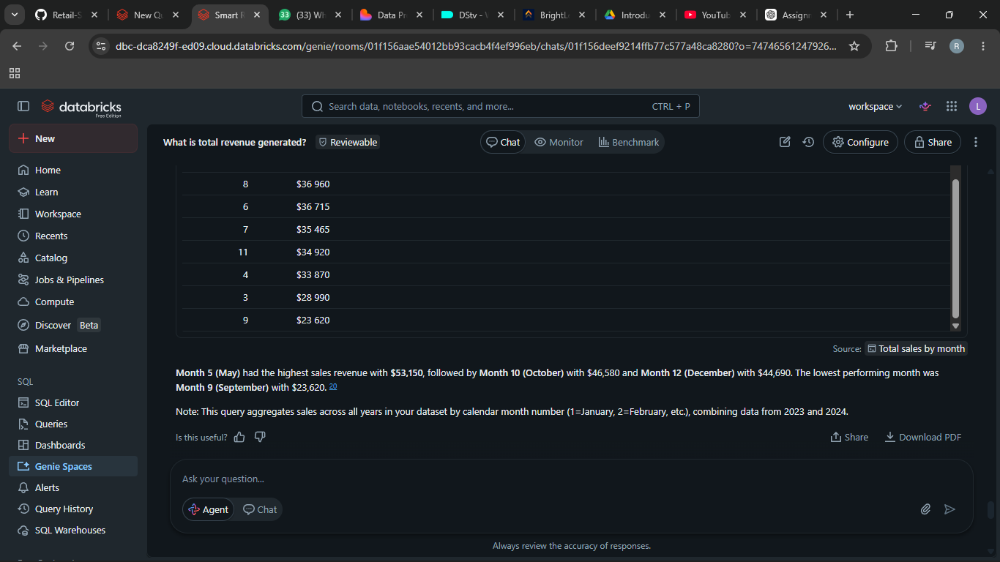 Retail-S
New Qu
Smart R
33
(33) Wh
Data Pr
DStv -
BrightL
Introdu
YouTub
Assignm
dbc-dca8249f-ed09.cloud.databricks.com/genie/rooms/01f156aae54012bb93cacb4f4ef996eb/chats/01f156deef9214ffb77c577a48ca8280?o=74746561247926...
R
databricks
Free Edition
Search data, notebooks, recents, and more...
CTRL + P
workspace
L
New
Home
Learn
Workspace
Recents
Catalog
Jobs & Pipelines
Compute
Discover Beta
Marketplace
SQL
SQL Editor
Queries
Dashboards
Genie Spaces
Alerts
Query History
SQL Warehouses
What is total revenue generated?
Reviewable
Chat
Monitor
Benchmark
Configure
Share
8 $36 960
6 $36 715
7 $35 465
11 $34 920
4 $33 870
3 $28 990
9 $23 620
Source: Total sales by month
Month 5 (May) had the highest sales revenue with $53,150, followed by Month 10 (October) with $46,580 and Month 12 (December) with $44,690. The lowest performing month was
Month 9 (September) with $23,620. 20
Note: This query aggregates sales across all years in your dataset by calendar month number (1=January, 2=February, etc.), combining data from 2023 and 2024.
Is this useful?
Share
Download PDF
Ask your question...
Agent
Chat
Always review the accuracy of responses.